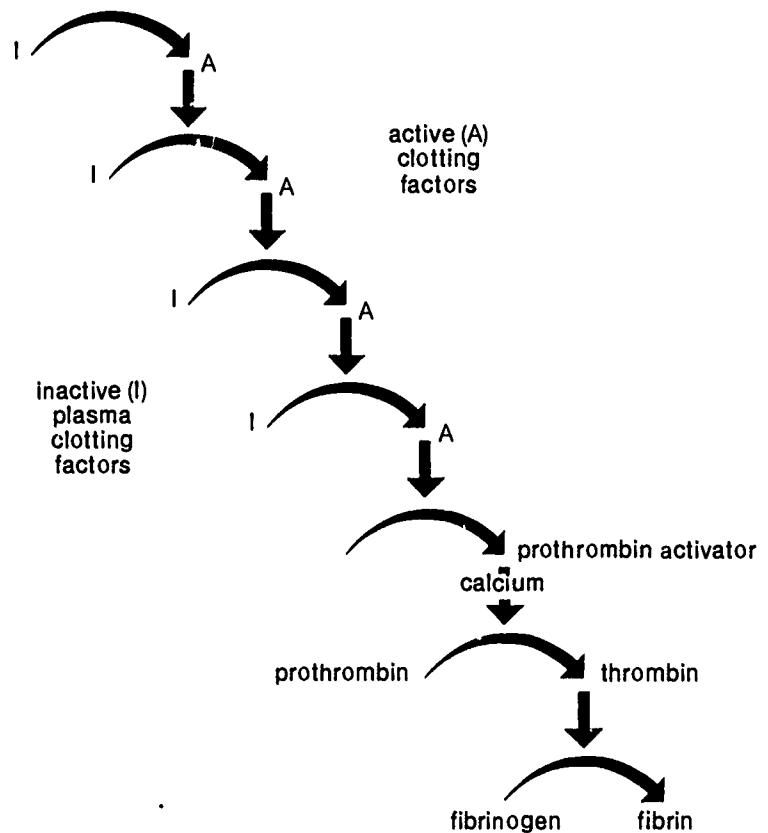 I
A
I
A
active (A)
clotting
factors
I
A
inactive (I)
plasma
clotting
factors
I
A
prothrombin activator
calcium
prothrombin
thrombin
fibrinogen
fibrin